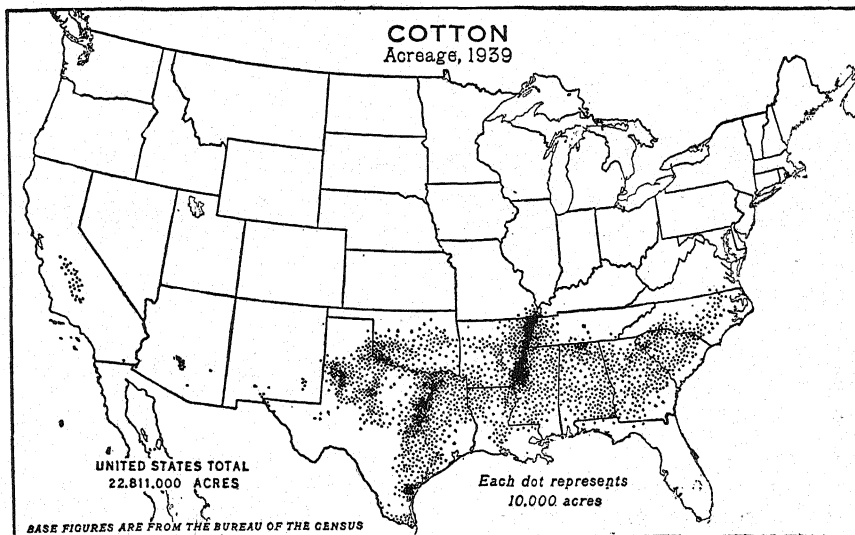 COTTON
Acreage, 1939
UNITED STATES TOTAL
22,811,000 ACRES
Each dot represents
10,000 acres
BASE FIGURES ARE FROM THE BUREAU OF THE CENSUS